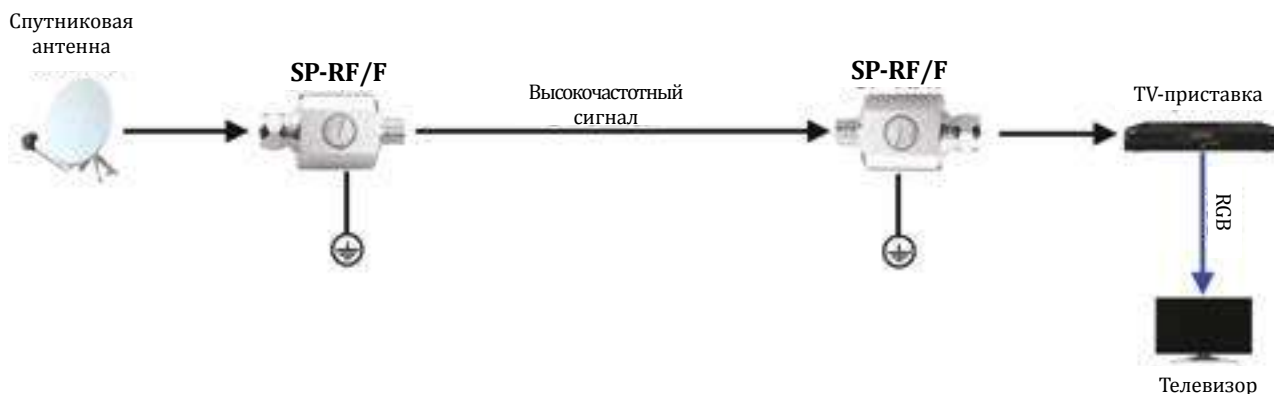 Спутниковая
антенна
SP-RF/F
Высокочастотный
сигнал
SP-RF/F
TV-приставка
RGB
Телевизор